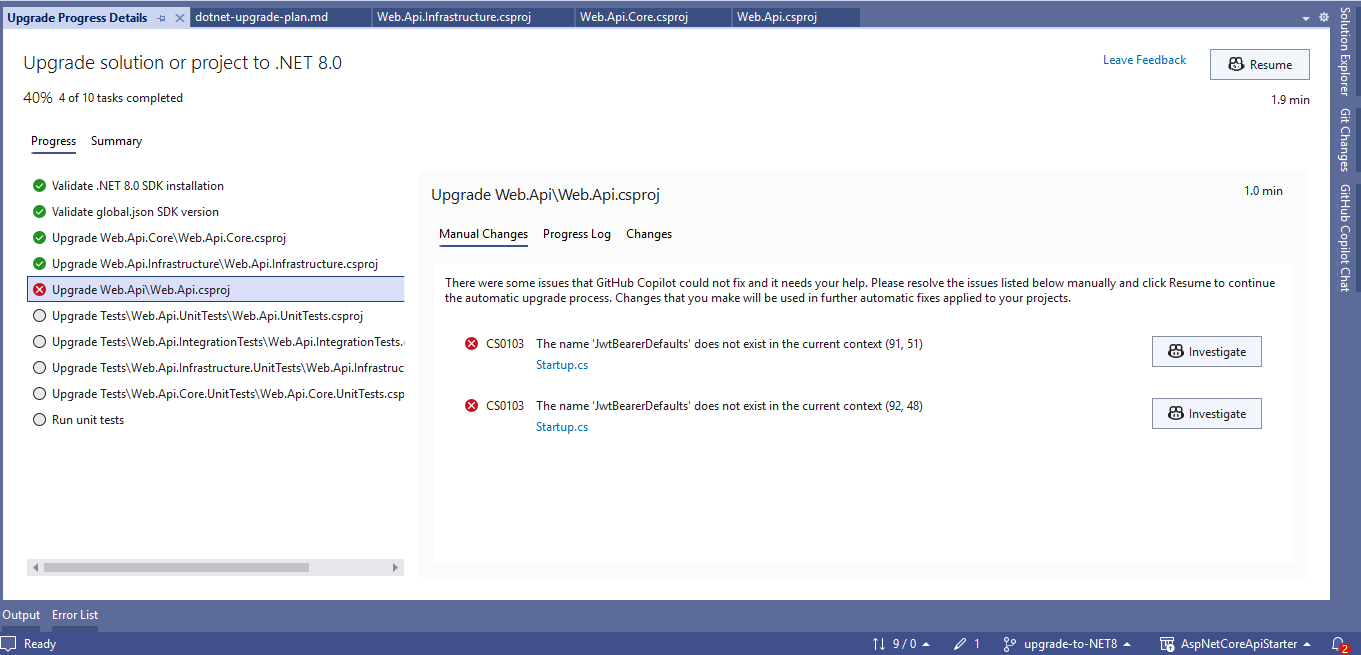 Upgrade Progress Details
dotnet-upgrade-plan.md
Web.Api.Infrastructure.csproj
Web.Api.Core.csproj
Web.Api.csproj
Upgrade solution or project to .NET 8.0
Leave Feedback
Resume
40% 4 of 10 tasks completed
1.9 min
Progress
Summary
Validate .NET 8.0 SDK installation
Validate global.json SDK version
Upgrade Web.Api.Core\Web.Api.Core.csproj
Upgrade Web.Api.Infrastructure\Web.Api.Infrastructure.csproj
Upgrade Web.Api\Web.Api.csproj
Upgrade Tests\Web.Api.UnitTests\Web.Api.UnitTests.csproj
Upgrade Tests\Web.Api.IntegrationTests\Web.Api.IntegrationTests.
Upgrade Tests\Web.Api.Infrastructure.UnitTests\Web.Api.Infrastruc
Upgrade Tests\Web.Api.Core.UnitTests\Web.Api.Core.UnitTests.csp
Run unit tests
Upgrade Web.Api\Web.Api.csproj
1.0 min
Manual Changes
Progress Log
Changes
There were some issues that GitHub Copilot could not fix and it needs your help. Please resolve the issues listed below manually and click Resume to continue
the automatic upgrade process. Changes that you make will be used in further automatic fixes applied to your projects.
CS0103 The name 'JwtBearerDefaults' does not exist in the current context (91, 51)
Startup.cs
Investigate
CS0103 The name 'JwtBearerDefaults' does not exist in the current context (92, 48)
Startup.cs
Investigate
Solution Explorer
Git Changes
GitHub Copilot Chat
Output
Error List
Ready
9 / 0
1
upgrade-to-NET8
AspNetCoreApiStarter
2